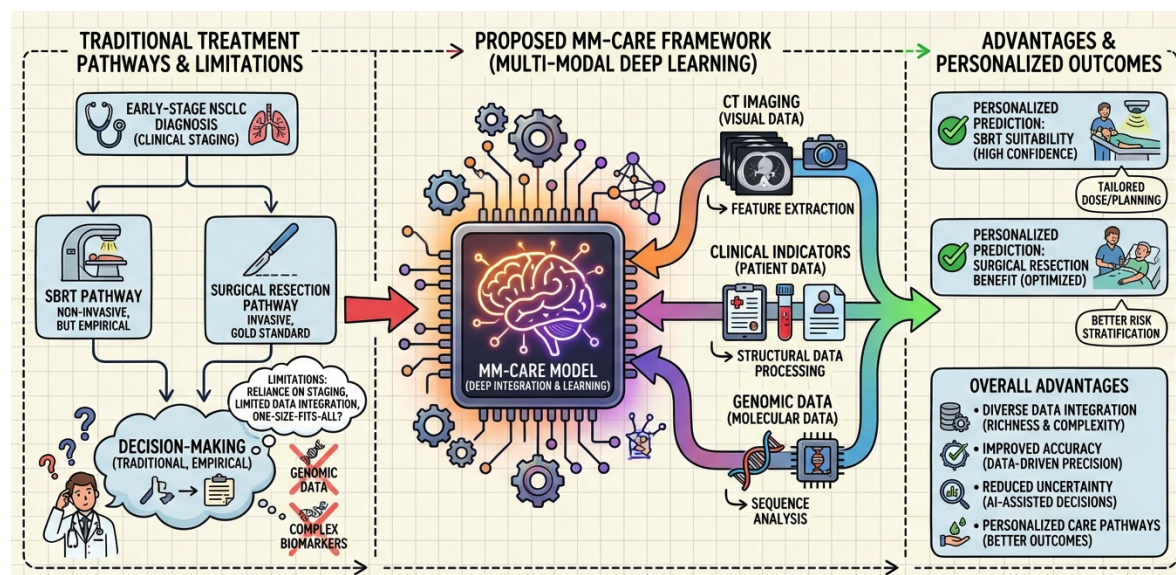 TRADITIONAL TREATMENT
PATHWAYS & LIMITATIONS
EARLY-STAGE NSCLC
DIAGNOSIS
(CLINICAL STAGING)
SBRT PATHWAY
NON-INVASIVE,
BUT EMPIRICAL
SURGICAL RESECTION
PATHWAY
INVASIVE,
GOLD STANDARD
LIMITATIONS:
RELIANCE ON STAGING,
LIMITED DATA INTEGRATION,
ONE-SIZE-FITS-ALL?
DECISION-MAKING
(TRADITIONAL, EMPIRICAL)
GENOMIC
DATA
COMPLEX
BIOMARKERS
PROPOSED MM-CARE FRAMEWORK
(MULTI-MODAL DEEP LEARNING)
MM-CARE MODEL
(DEEP INTEGRATION & LEARNING)
CT IMAGING
(VISUAL DATA)
FEATURE EXTRACTION
CLINICAL INDICATORS
(PATIENT DATA)
STRUCTURAL DATA
PROCESSING
GENOMIC DATA
(MOLECULAR DATA)
SEQUENCE
ANALYSIS
ADVANTAGES &
PERSONALIZED OUTCOMES
PERSONALIZED
PREDICTION:
SBRT SUITABILITY
(HIGH CONFIDENCE)
TAILORED
DOSE/PLANNING
PERSONALIZED
PREDICTION:
SURGICAL RESECTION
BENEFIT (OPTIMIZED)
BETTER RISK
STRATIFICATION
OVERALL ADVANTAGES
• DIVERSE DATA INTEGRATION
(RICHNESS & COMPLEXITY)
• IMPROVED ACCURACY
(DATA-DRIVEN PRECISION)
• REDUCED UNCERTAINTY
(AI-ASSISTED DECISIONS)
• PERSONALIZED CARE PATHWAYS
(BETTER OUTCOMES)